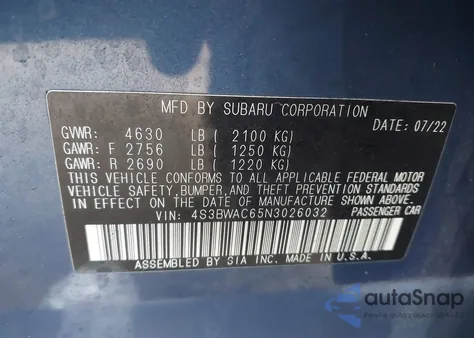 MFD BY SUBARU CORPORATION
DATE: 07/22
GVWR: 4630 LB ( 2100 KG)
GAWR: F 2756 LB ( 1250 KG)
GAWR: R 2690 LB ( 1220 KG)
THIS VEHICLE CONFORMS TO ALL APPLICABLE FEDERAL MOTOR
VEHICLE SAFETY, BUMPER, AND THEFT PREVENTION STANDARDS
IN EFFECT ON THE DATE OF MANUFACTURE SHOWN ABOVE.
VIN: 4S3BWAC65N3026032 PASSENGER CAR
ASSEMBLED BY SIA INC. MADE IN U.S.A.
autoSnap